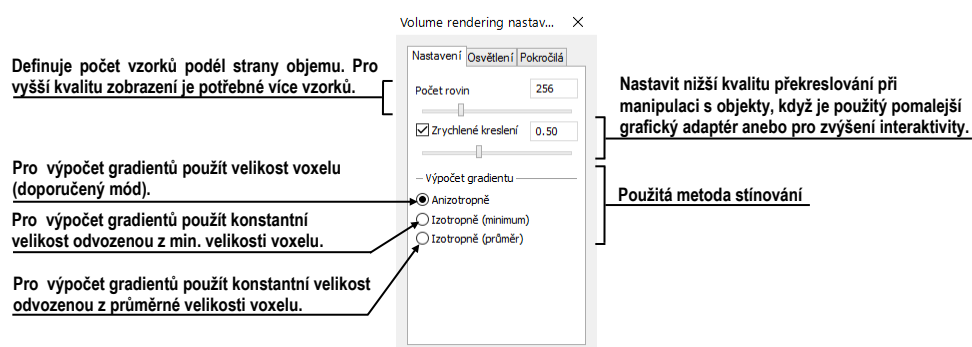 Volume rendering nastav...
Nastavení Osvětlení Pokročilá
Definuje počet vzorků podél strany objemu. Pro
vyšší kvalitu zobrazení je potřebné více vzorků.
Počet rovin 256
Zrychlené kreslení 0.50
Nastavit nižší kvalitu překreslování při
manipulaci s objekty, když je použitý pomalejší
grafický adaptér anebo pro zvýšení interaktivity.
Pro výpočet gradientů použít velikost voxelu
(doporučený mód).
Výpočet gradientu
Anizotropně
Izotropně (minimum)
Izotropně (průměr)
Použitá metoda stínování
Pro výpočet gradientů použít konstantní
velikost odvozenou z min. velikosti voxelu.
Pro výpočet gradientů použít konstantní velikost
odvozenou z průměrné velikosti voxelu.